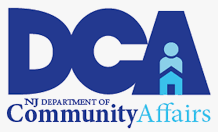 DCA
NJ DEPARTMENT OF
CommunityAffairs